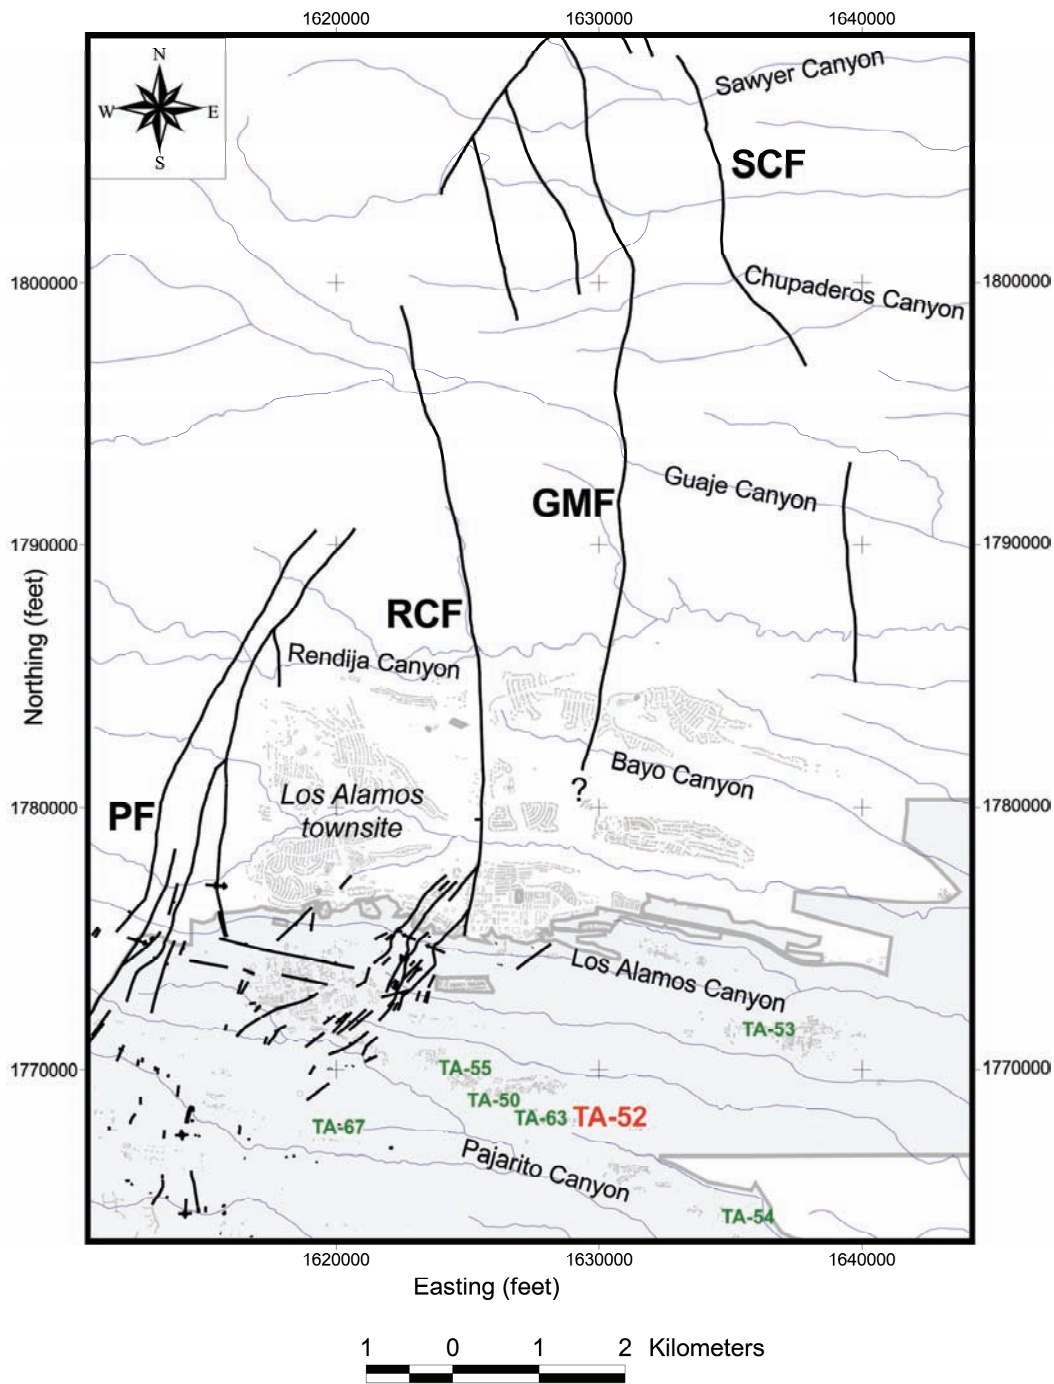 1620000 1630000 1640000
N
W E
S
Sawyer Canyon
SCF
1800000 1800000
Chupaderos Canyon
Guaje Canyon
GMF
1790000 1790000
RCF
Rendija Canyon
Northing (feet)
Bayo Canyon
?
Los Alamos
townsite
PF
1780000 1780000
Los Alamos Canyon
TA-53
TA-55
1770000 1770000
TA-50
TA-63 TA-52
TA-67
Pajarito Canyon
TA-54
1620000 1630000 1640000
Easting (feet)
1 0 1 2 Kilometers